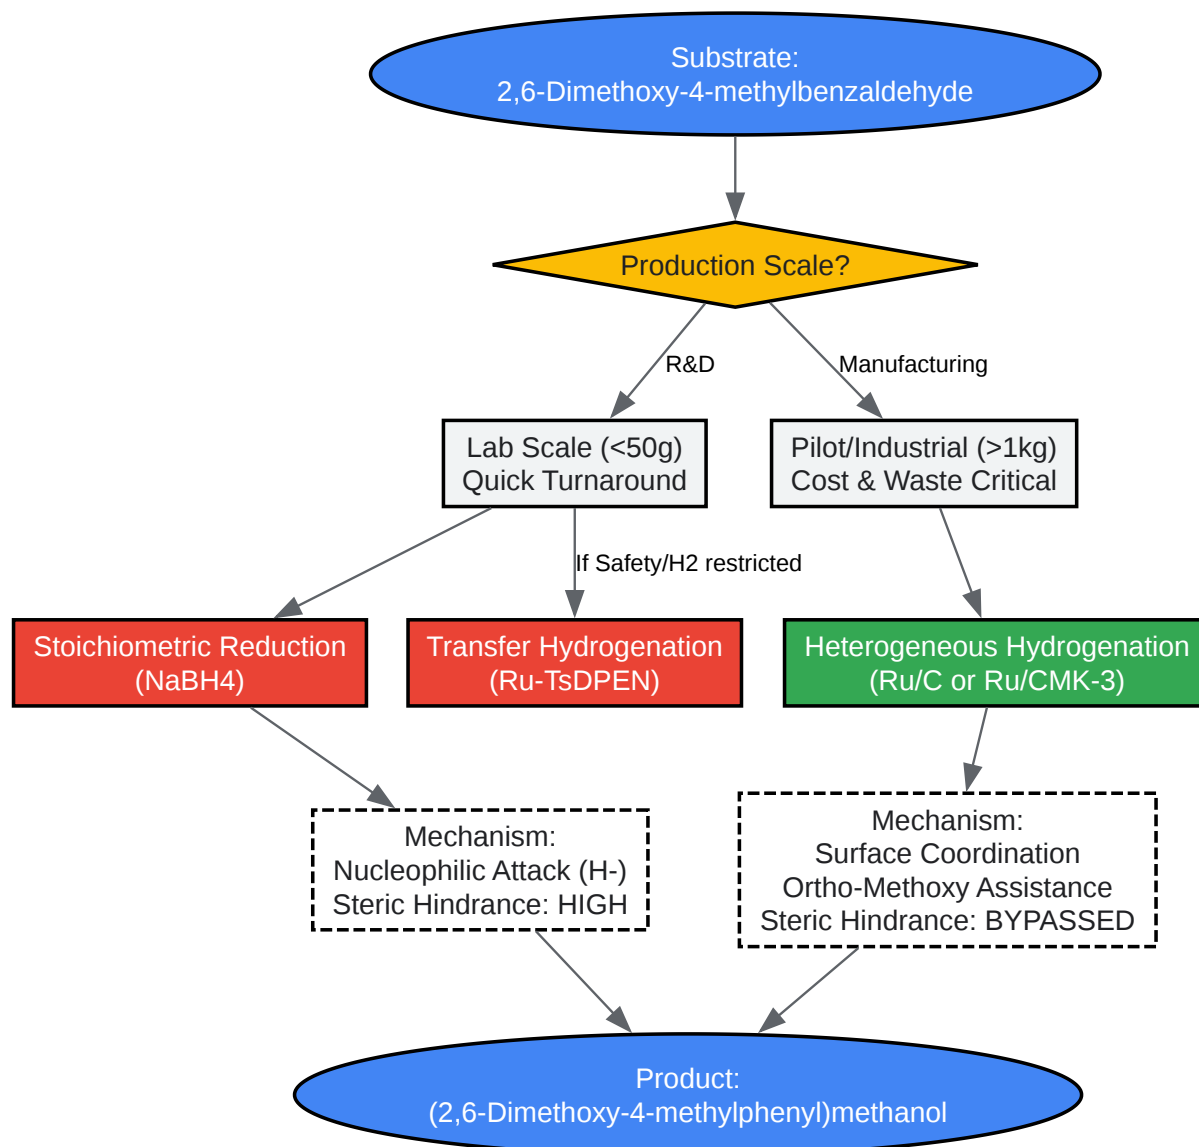 Substrate:
2,6-Dimethoxy-4-methylbenzaldehyde
Production Scale?
R&D
Manufacturing
Lab Scale (<50g)
Quick Turnaround
Pilot/Industrial (>1kg)
Cost & Waste Critical
If Safety/H2 restricted
Stoichiometric Reduction
(NaBH4)
Transfer Hydrogenation
(Ru-TsDPEN)
Heterogeneous Hydrogenation
(Ru/C or Ru/CMK-3)
Mechanism:
Nucleophilic Attack (H-)
Steric Hindrance: HIGH
Mechanism:
Surface Coordination
Ortho-Methoxy Assistance
Steric Hindrance: BYPASSED
Product:
(2,6-Dimethoxy-4-methylphenyl)methanol